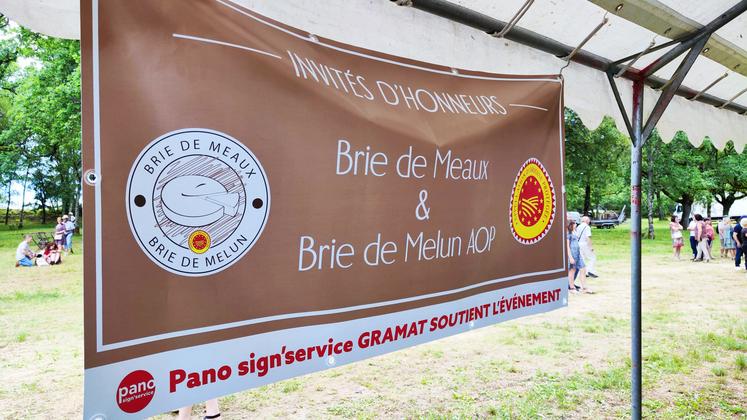 INVITÉS D'HONNEURS
BRIE DE MEAUX
BRIE DE MELUN
Brie de Meaux
&
Brie de Melun AOP
pano
sign'service
Pano sign'service GRAMAT SOUTIENT L'ÉVÉNEMENT